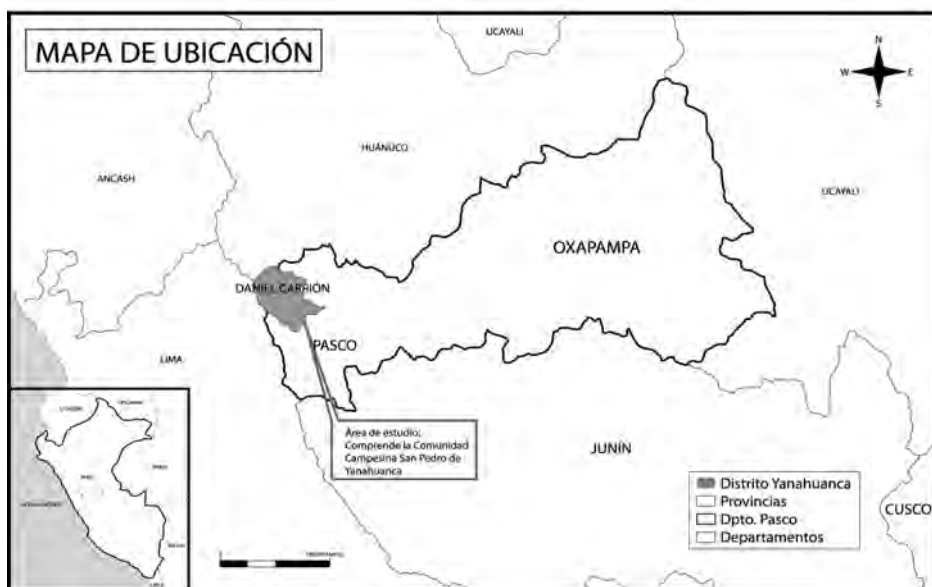 MAPA DE UBICACIÓN
UCAYALI
N
W E
S
HUÁNUCO
ANCASH
UCAYALI
OXAPAMPA
DANIEL CARRIÓN
PASCO
LIMA
Área de estudio;
Comprende la Comunidad
Campesina San Pedro de
Yanahuanca
JUNÍN
Distrito Yanahuanca
Provincias
Dpto. Pasco
Departamentos
CUSCO